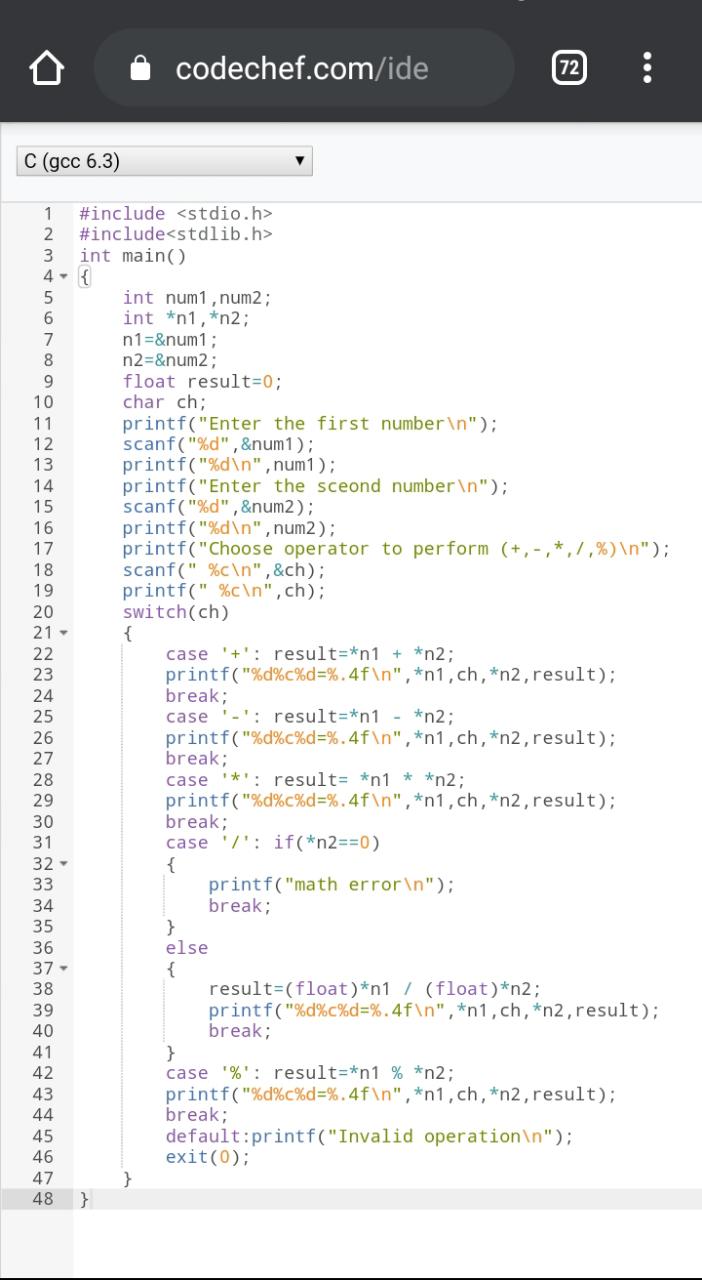 codechef.com/ide
72
C (gcc 6.3)
1 #include <stdio.h>
2 #include<stdlib.h>
3 int main()
4 {
5     int num1,num2;
6     int *n1,*n2;
7     n1=&num1;
8     n2=&num2;
9     float result=0;
10     char ch;
11     printf("Enter the first number\n");
12     scanf("%d",&num1);
13     printf("%d\n",num1);
14     printf("Enter the sceond number\n");
15     scanf("%d",&num2);
16     printf("%d\n",num2);
17     printf("Choose operator to perform (+,-,*,/,%)\n");
18     scanf(" %c\n",&ch);
19     printf(" %c\n",ch);
20     switch(ch)
21     {
22         case '+': result=*n1 + *n2;
23         printf("%d%c%d=%.4f\n",*n1,ch,*n2,result);
24         break;
25         case '-': result=*n1 - *n2;
26         printf("%d%c%d=%.4f\n",*n1,ch,*n2,result);
27         break;
28         case '*': result= *n1 * *n2;
29         printf("%d%c%d=%.4f\n",*n1,ch,*n2,result);
30         break;
31         case '/': if(*n2==0)
32         {
33             printf("math error\n");
34             break;
35         }
36         else
37         {
38             result=(float)*n1 / (float)*n2;
39             printf("%d%c%d=%.4f\n",*n1,ch,*n2,result);
40             break;
41         }
42         case '%': result=*n1 % *n2;
43         printf("%d%c%d=%.4f\n",*n1,ch,*n2,result);
44         break;
45         default:printf("Invalid operation\n");
46         exit(0);
47     }
48 }